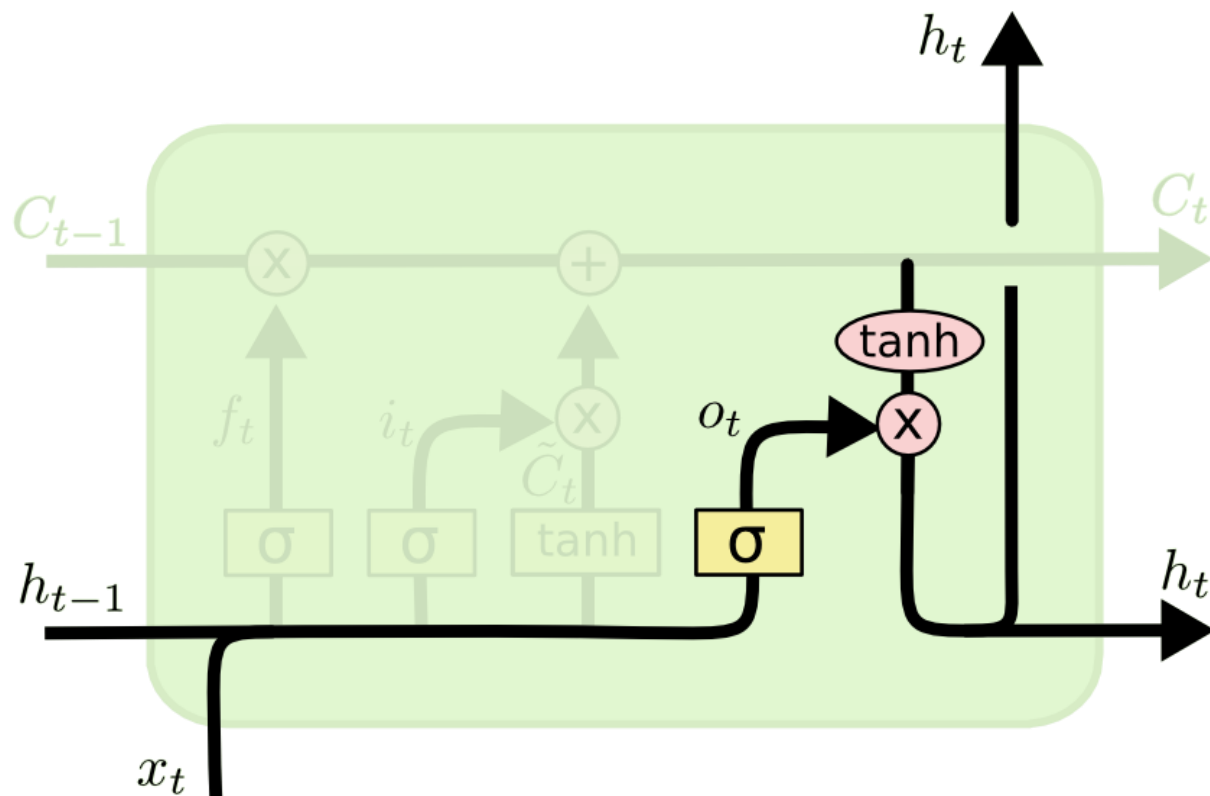 h_t
C_{t-1}
C_t
x
+
tanh
f_t
i_t
x
o_t
x
C̃_t
σ
σ
tanh
σ
h_{t-1}
h_t
x_t